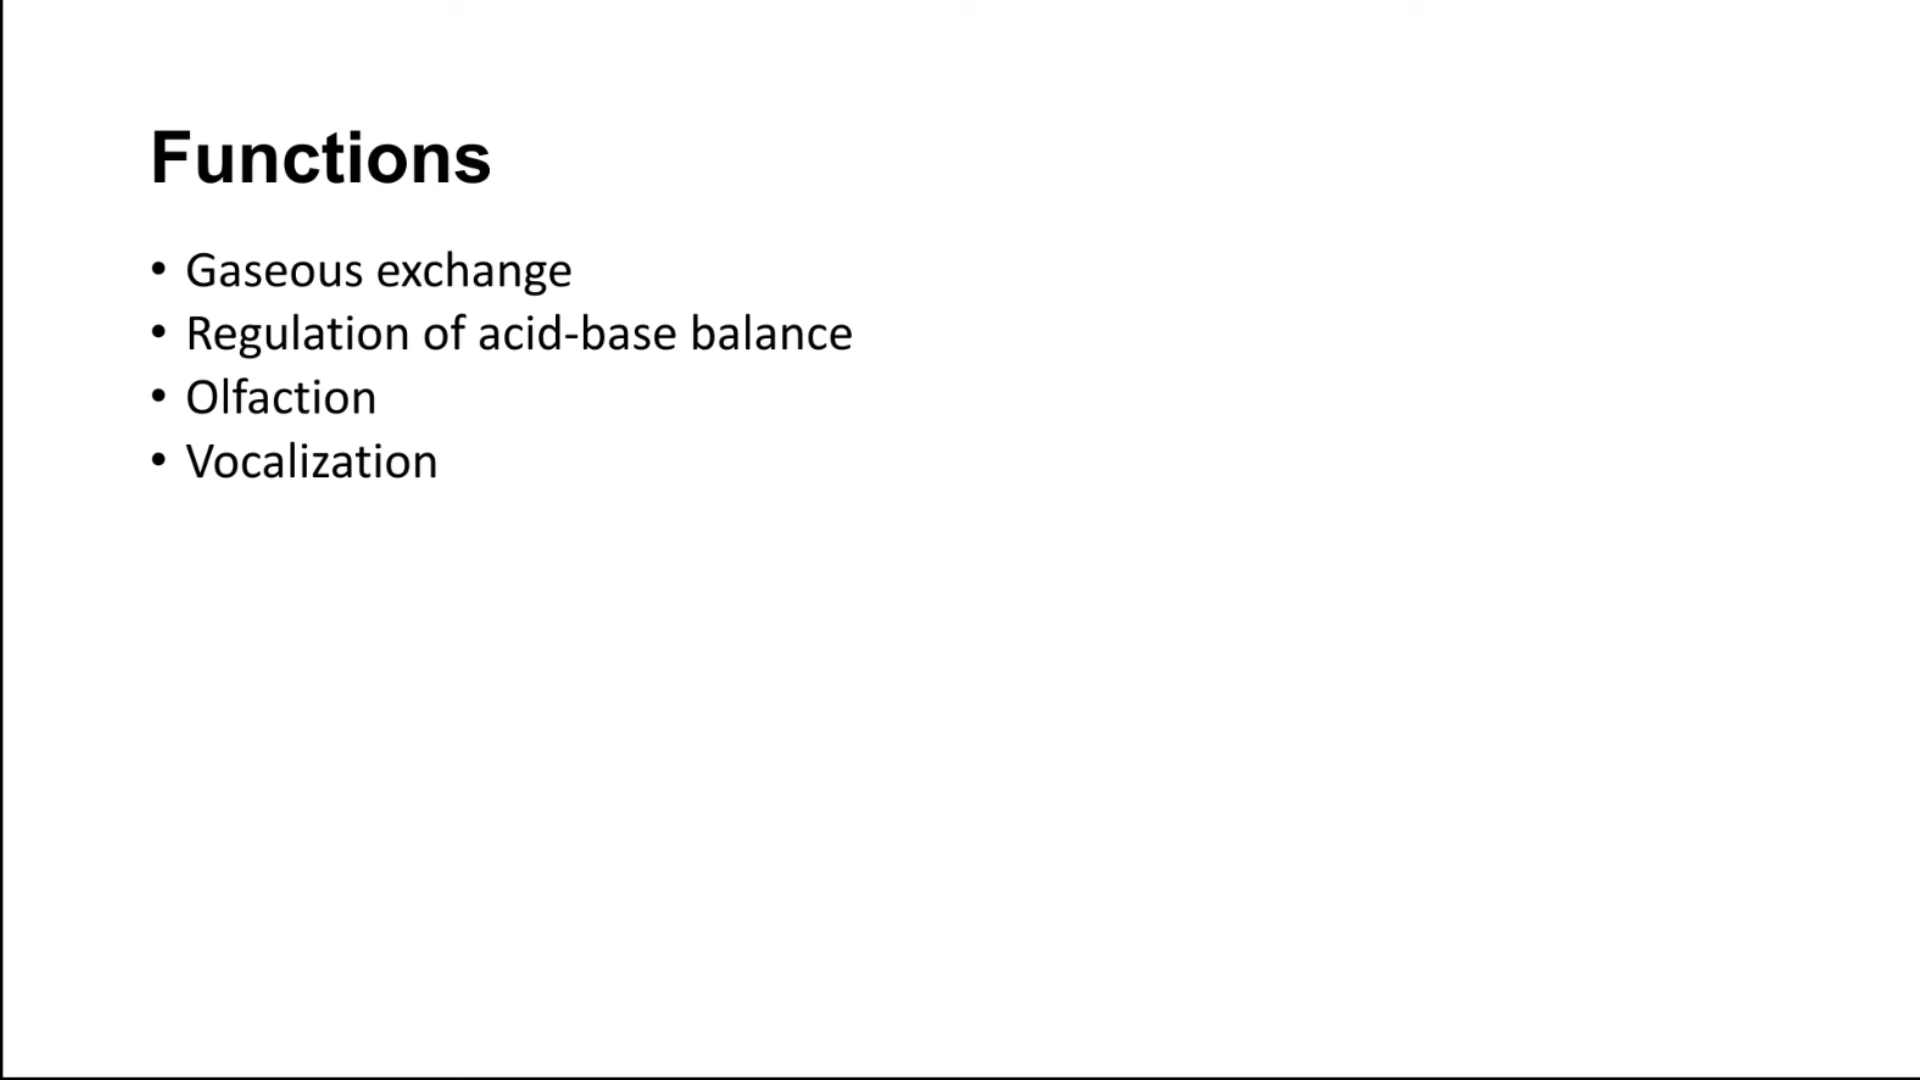 Functions
• Gaseous exchange
• Regulation of acid-base balance
• Olfaction
• Vocalization